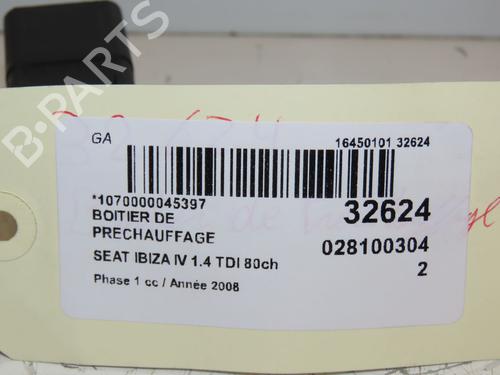 B-PARTS
GA
16450101 32624
*1070000045397
32624
BOITIER DE
PRECHAUFFAGE
028100304
2
SEAT IBIZA IV 1.4 TDI 80ch
Phase 1 cc / Année 2008